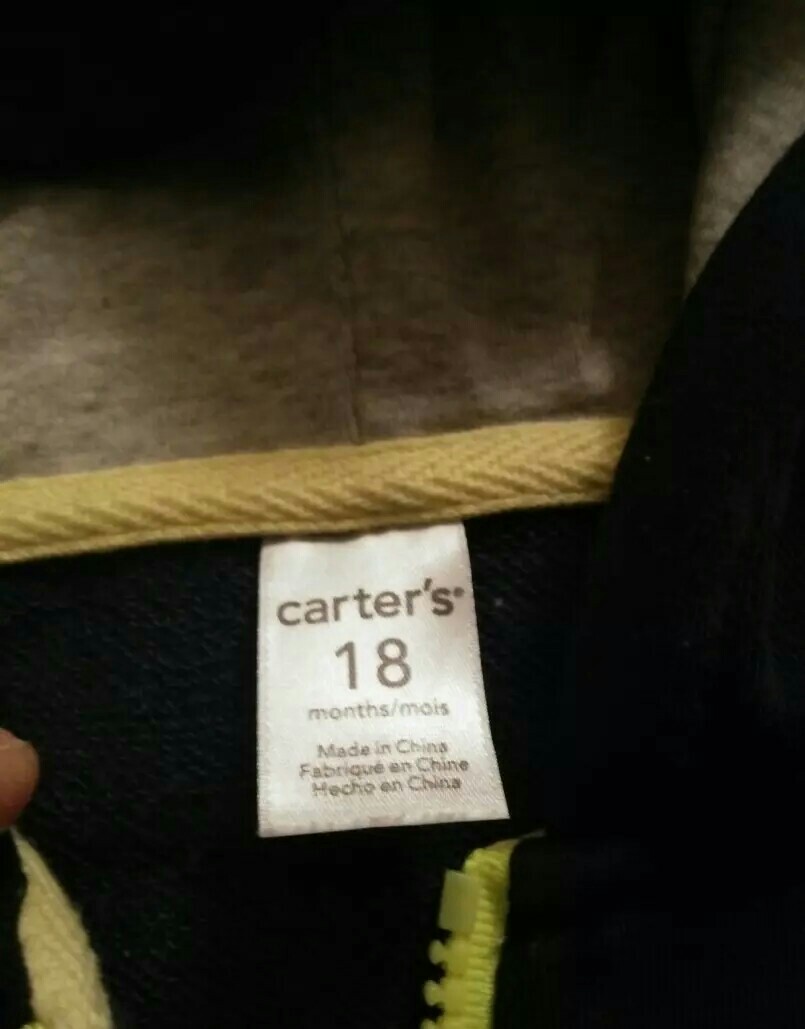 carter's®
18
months/mois
Made in China
Fabriqué en Chine
Hecho en China